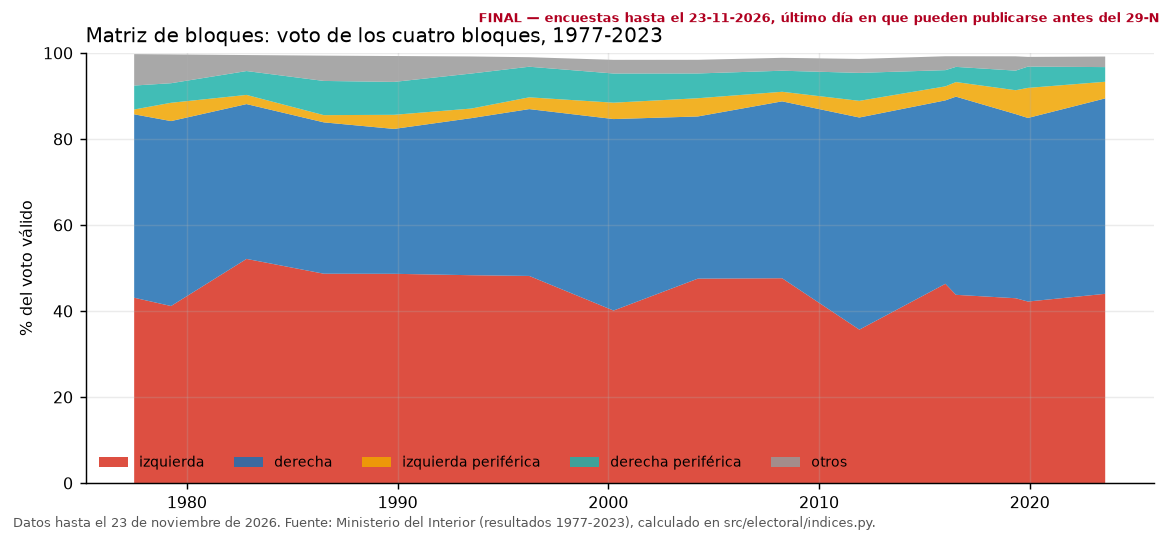 FINAL — encuestas hasta el 23-11-2026, último día en que pueden publicarse antes del 29-N
Matriz de bloques: voto de los cuatro bloques, 1977-2023
100
80
60
40
20
0
% del voto válido
izquierda derecha izquierda periférica derecha periférica otros
1980 1990 2000 2010 2020
Datos hasta el 23 de noviembre de 2026. Fuente: Ministerio del Interior (resultados 1977-2023), calculado en src/electoral/indices.py.